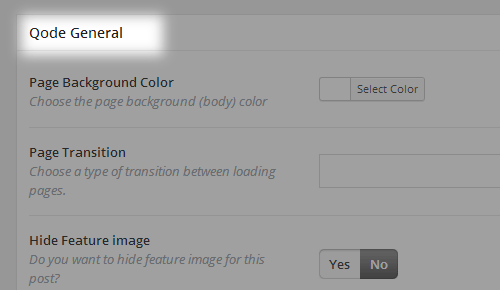 Qode General
Page Background Color
Choose the page background (body) color
Select Color
Page Transition
Choose a type of transition between loading
pages.
Hide Feature image
Do you want to hide feature image for this
post?
Yes No